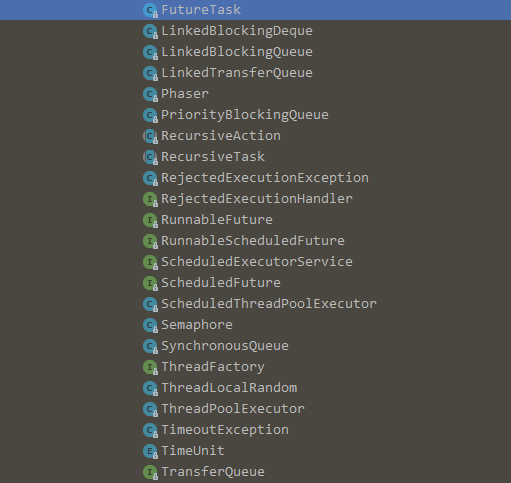 FutureTask
LinkedBlockingDeque
LinkedBlockingQueue
LinkedTransferQueue
Phaser
PriorityBlockingQueue
RecursiveAction
RecursiveTask
RejectedExecutionException
RejectedExecutionHandler
RunnableFuture
RunnableScheduledFuture
ScheduledExecutorService
ScheduledFuture
ScheduledThreadPoolExecutor
Semaphore
SynchronousQueue
ThreadFactory
ThreadLocalRandom
ThreadPoolExecutor
TimeoutException
TimeUnit
TransferQueue